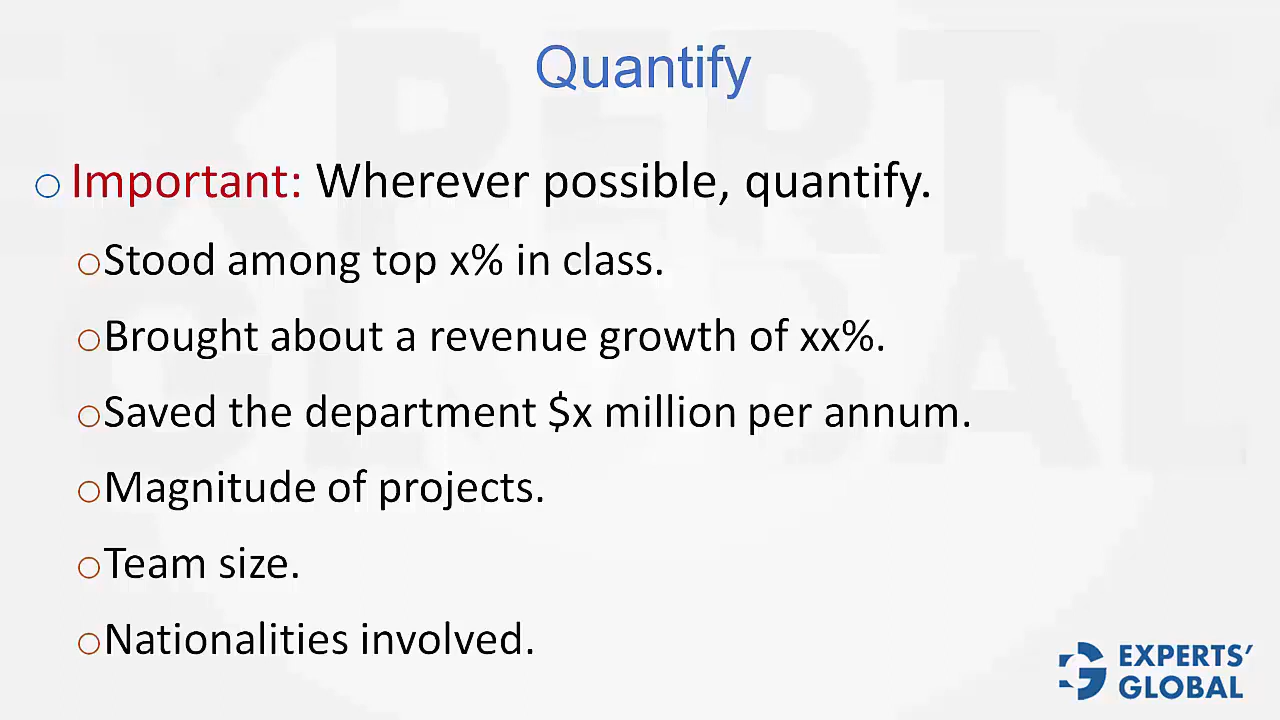 Quantify
Important: Wherever possible, quantify.
Stood among top x% in class.
Brought about a revenue growth of xx%.
Saved the department $x million per annum.
Magnitude of projects.
Team size.
Nationalities involved.
EXPERTS'
GLOBAL